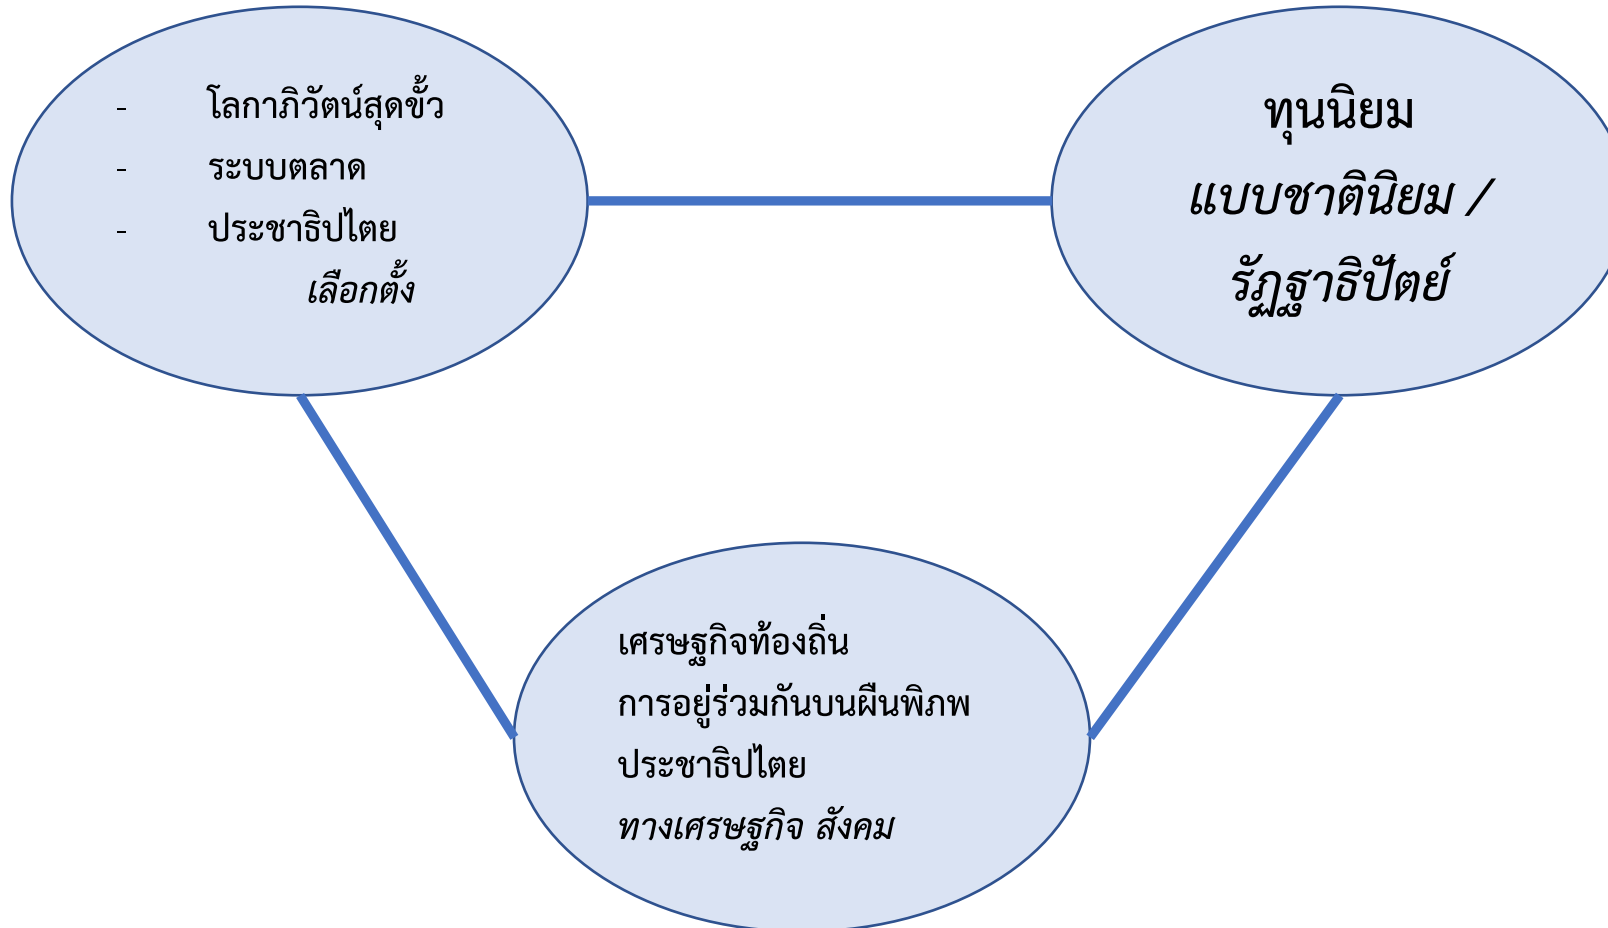 - โลกาภิวัตน์สุดขั้ว
- ระบบตลาด
- ประชาธิปไตย
เลือกตั้ง
ทุนนิยม
แบบชาตินิยม /
รัฏฐาธิปัตย์
เศรษฐกิจท้องถิ่น
การอยู่ร่วมกันบนผืนพิภพ
ประชาธิปไตย
ทางเศรษฐกิจ สังคม